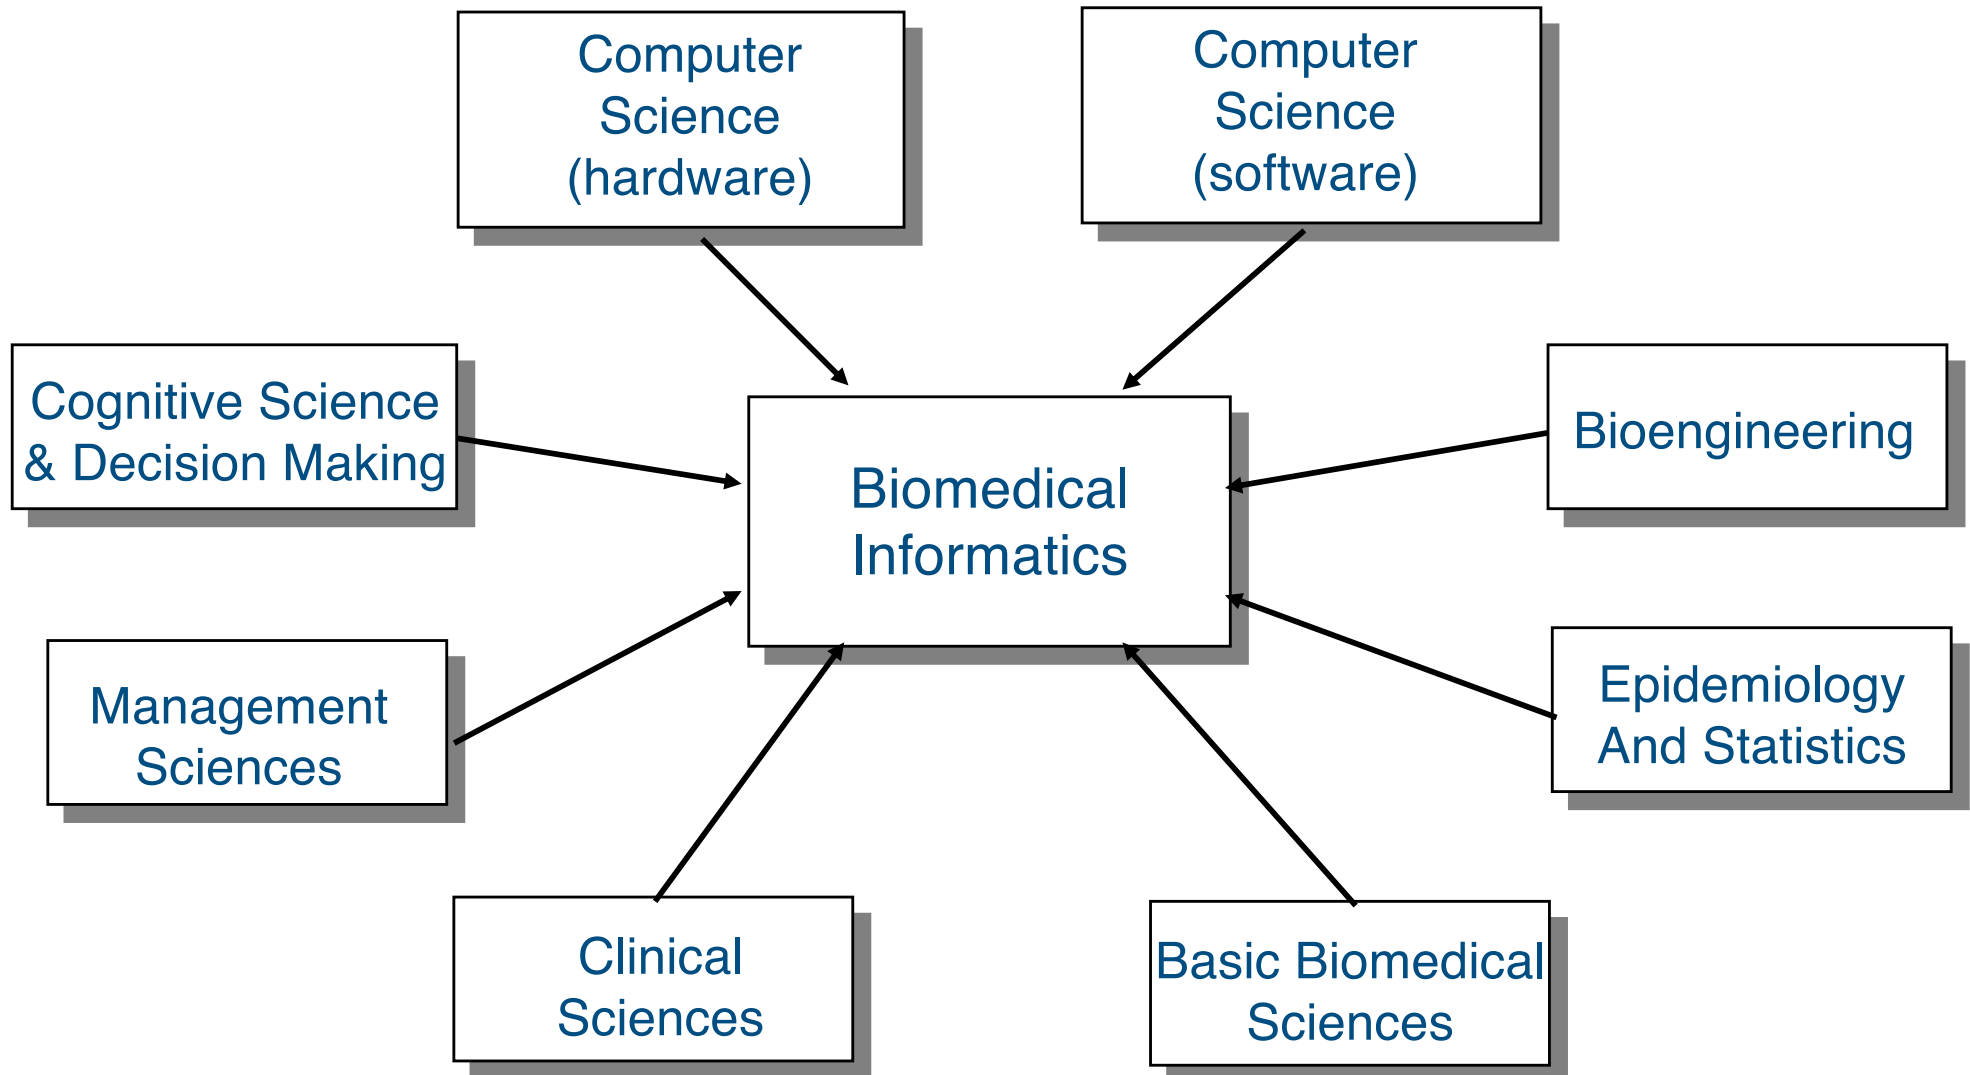 Computer
Science
(hardware)
Computer
Science
(software)
Cognitive Science
& Decision Making
Biomedical
Informatics
Bioengineering
Management
Sciences
Epidemiology
And Statistics
Clinical
Sciences
Basic Biomedical
Sciences